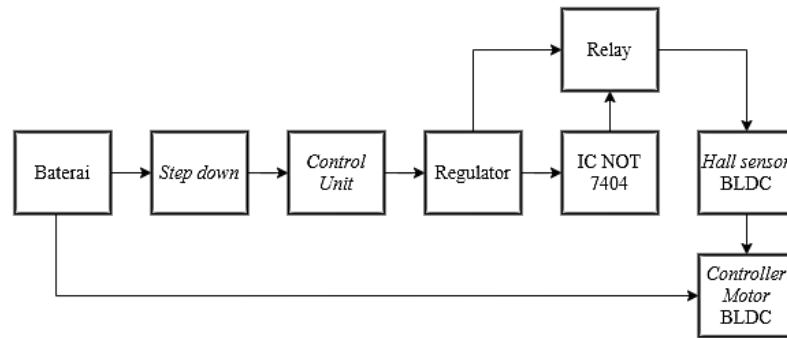 Relay
Baterai
Step down
Control
Unit
Regulator
IC NOT
7404
Hall sensor
BLDC
Controller
Motor
BLDC